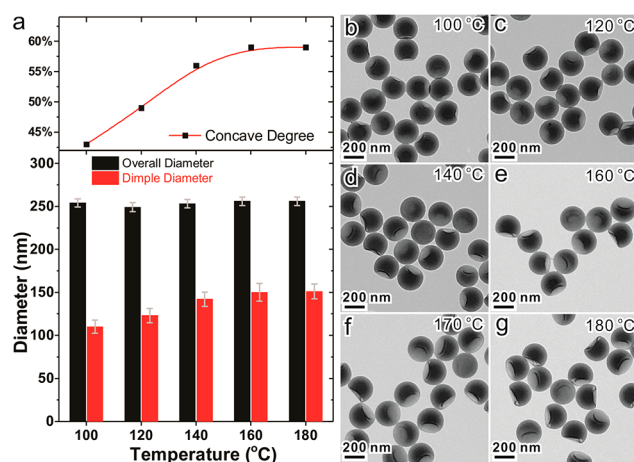 a
60%
55%
50%
45%
Concave Degree
300
250
200
150
100
50
0
Diameter (nm)
Overall Diameter
Dimple Diameter
100 120 140 160 180
Temperature (°C)
b 100 °C
200 nm
c 120 °C
200 nm
d 140 °C
200 nm
e 160 °C
200 nm
f 170 °C
200 nm
g 180 °C
200 nm